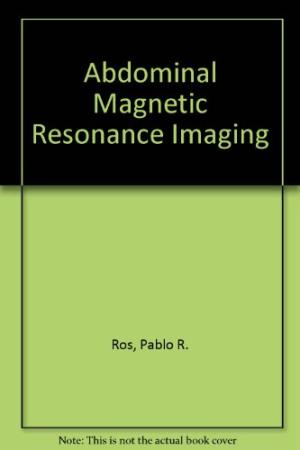 Abdominal
Magnetic
Resonance Imaging
Ros, Pablo R.
Note: This is not the actual book cover